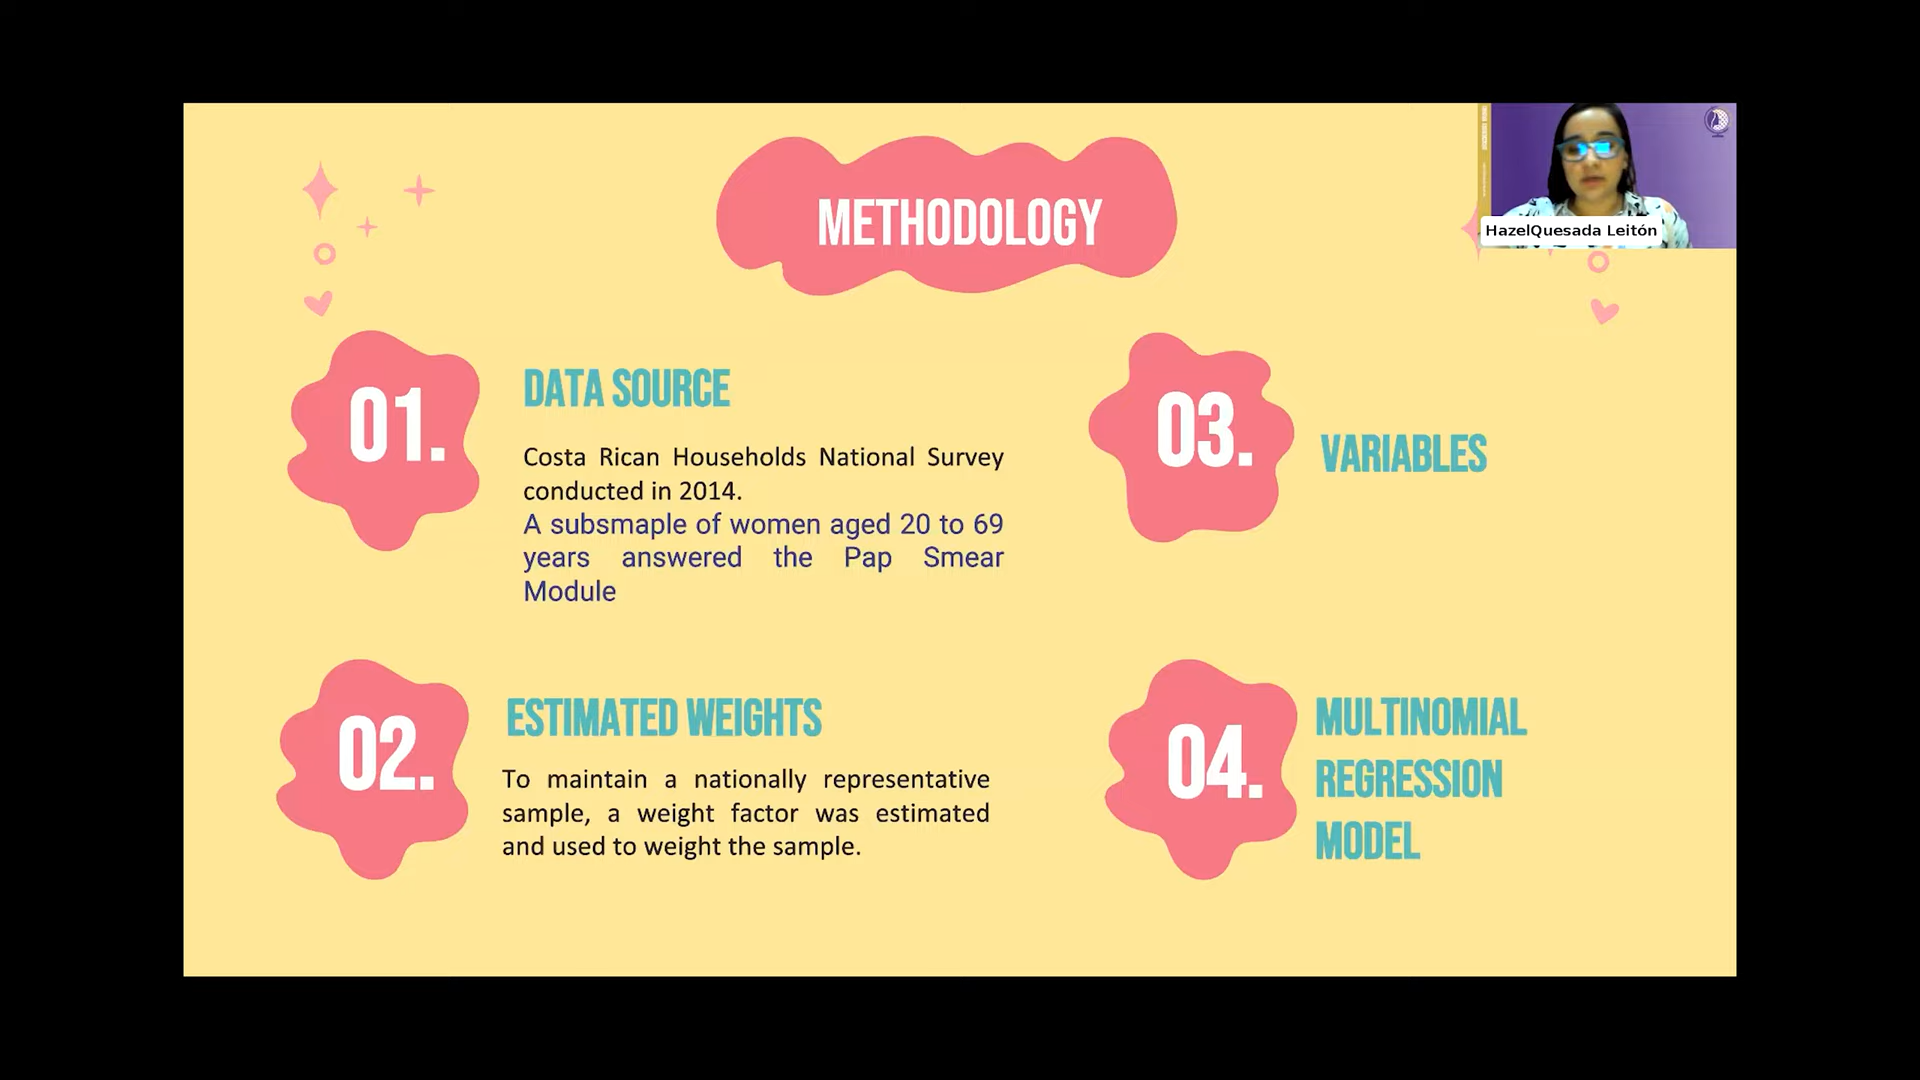 METHODOLOGY
HazelQuesada Leitón
01.
DATA SOURCE
Costa Rican Households National Survey
conducted in 2014.
A subsmaple of women aged 20 to 69
years answered the Pap Smear
Module
02.
ESTIMATED WEIGHTS
To maintain a nationally representative
sample, a weight factor was estimated
and used to weight the sample.
03.
VARIABLES
04.
MULTINOMIAL
REGRESSION
MODEL